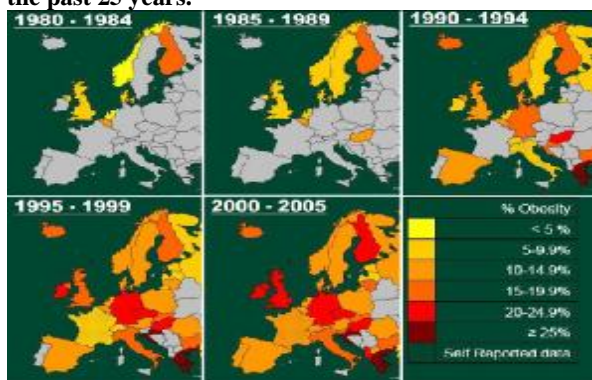 the past 25 years.
1980 - 1984
1985 - 1989
1990 - 1994
1995 - 1999
2000 - 2005
% Obesity
< 5 %
5-9.9%
10-14.9%
15-19.9%
20-24.9%
≥ 25%
Self Reported data